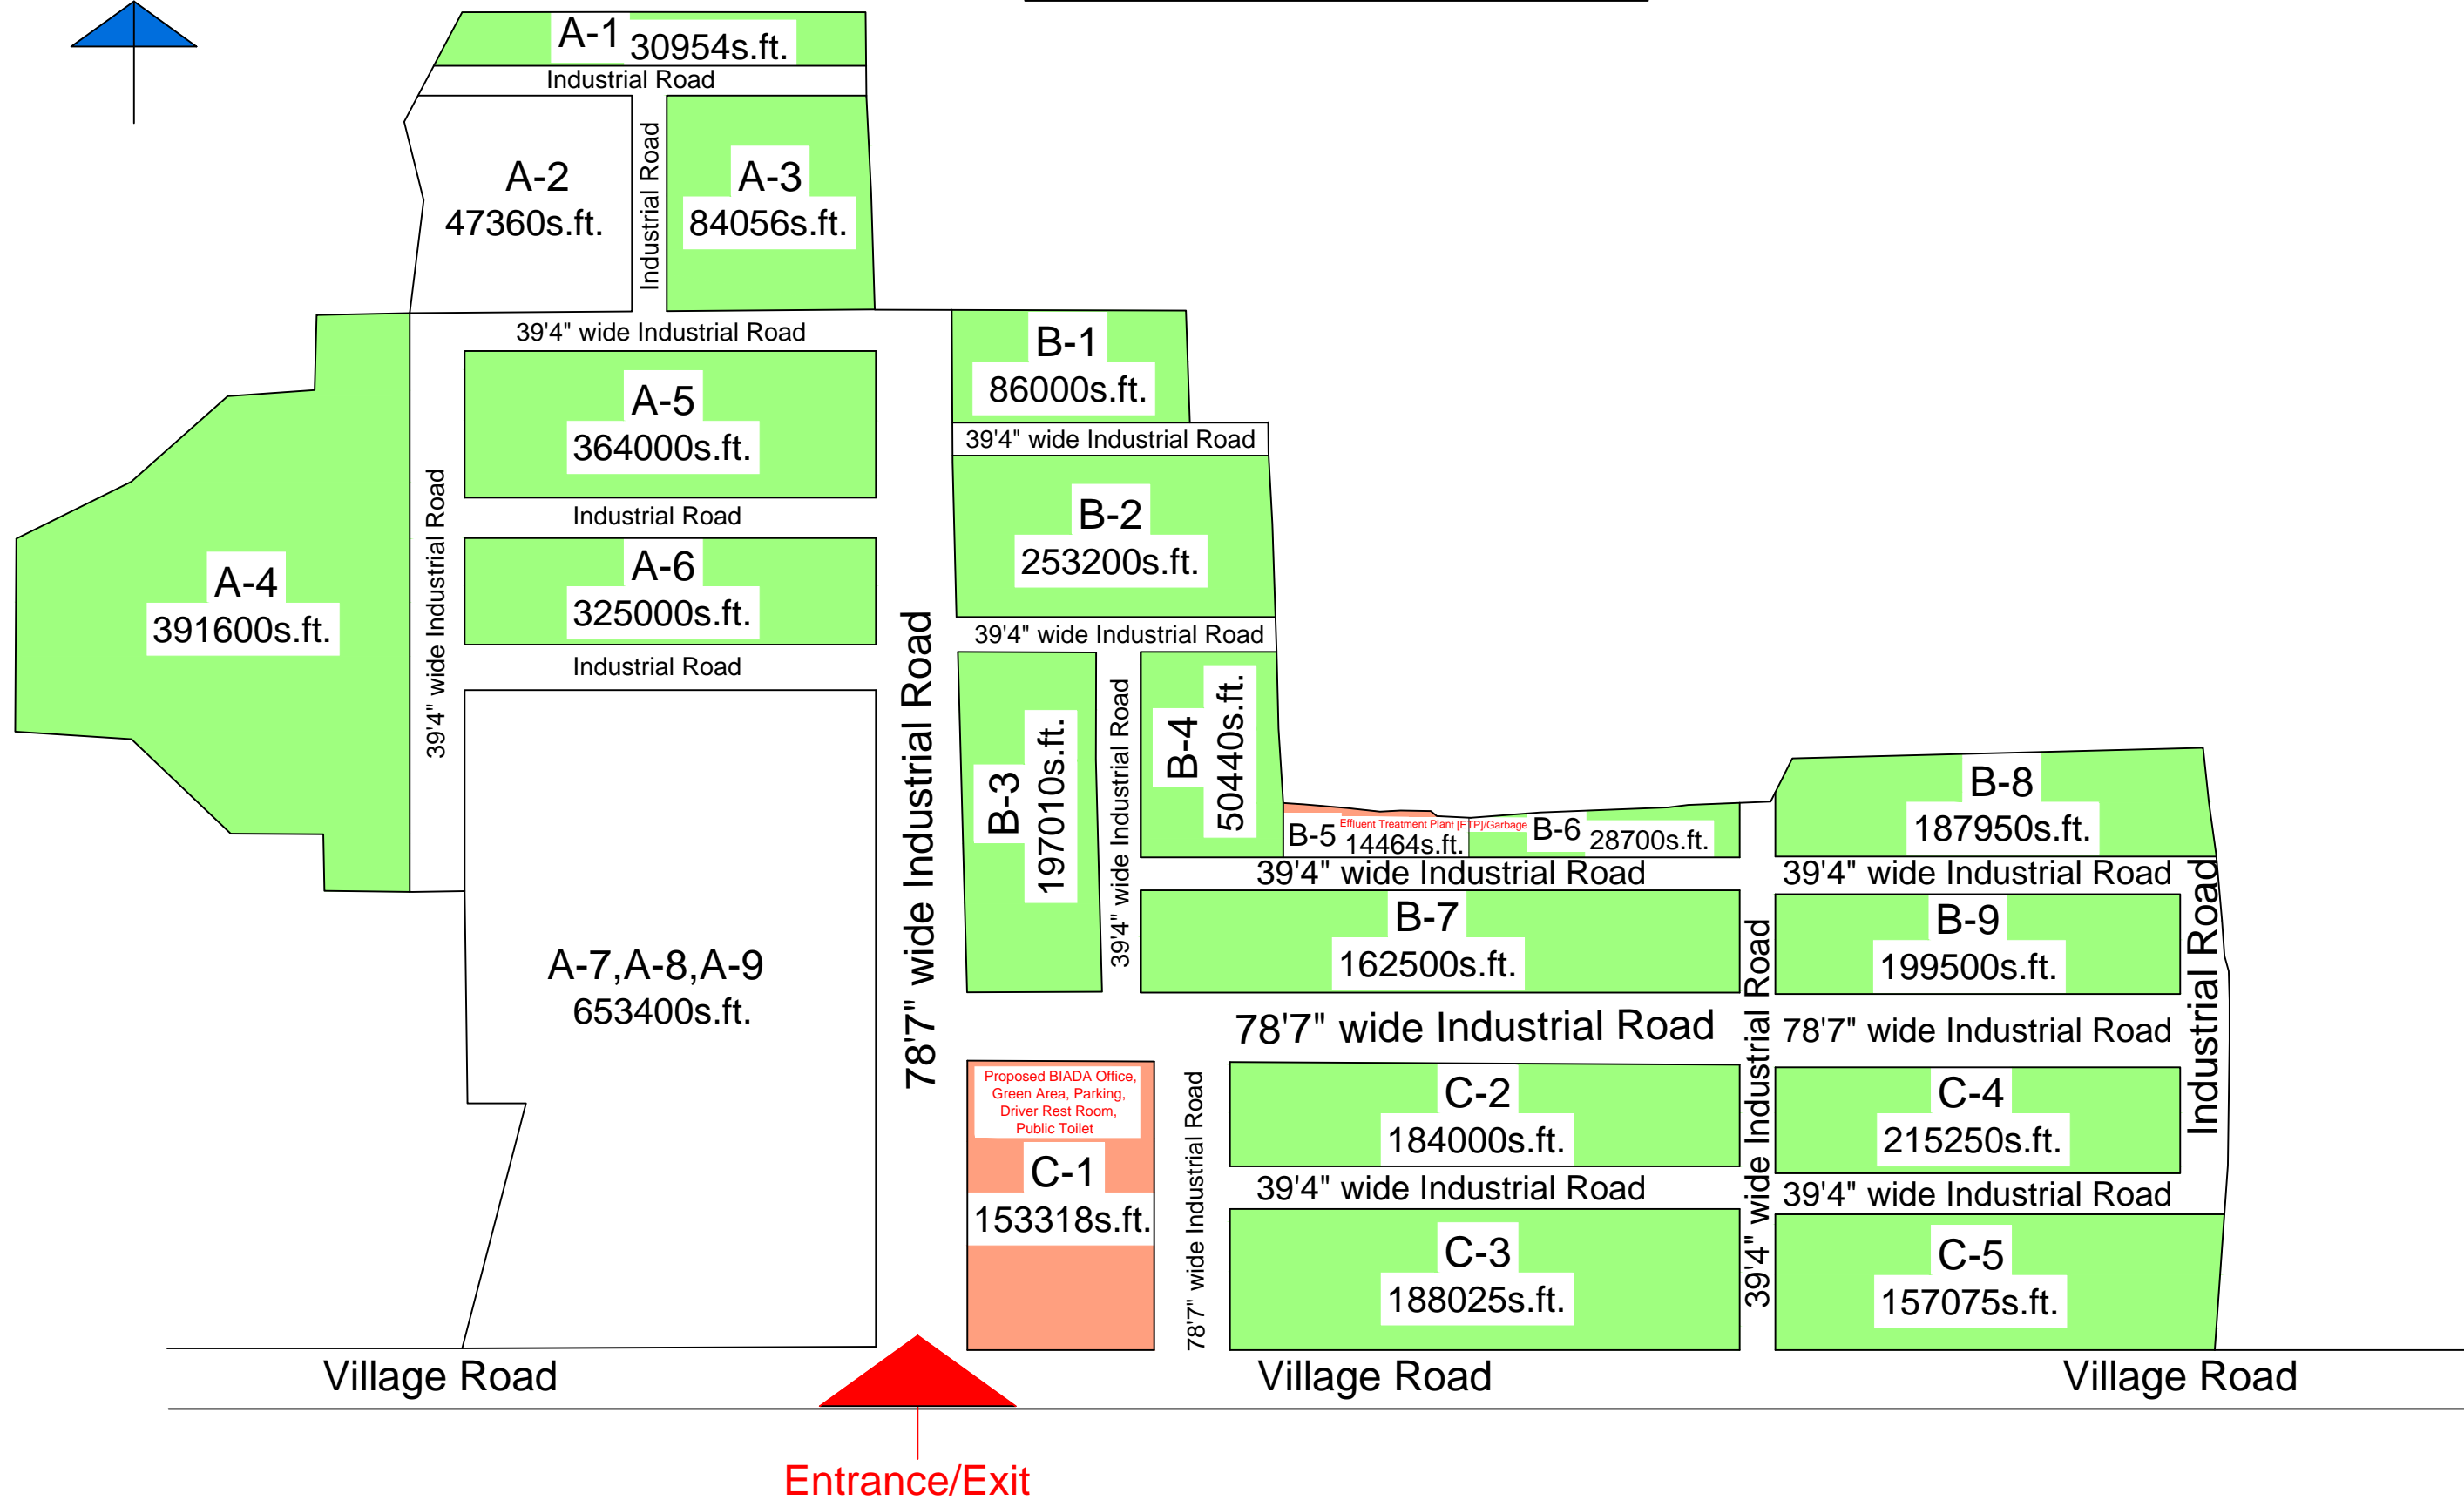 A-1
30954s.ft.
Industrial Road
A-2
47360s.ft.
Industrial Road
A-3
84056s.ft.
39'4" wide Industrial Road
A-4
391600s.ft.
39'4" wide Industrial Road
A-5
364000s.ft.
Industrial Road
A-6
325000s.ft.
Industrial Road
A-7,A-8,A-9
653400s.ft.
78'7" wide Industrial Road
B-1
86000s.ft.
39'4" wide Industrial Road
B-2
253200s.ft.
39'4" wide Industrial Road
B-3
197010s.ft.
39'4" wide Industrial Road
B-4
50440s.ft.
Effluent Treatment Plant [ETP]/Garbage
B-5
14464s.ft.
B-6
28700s.ft.
39'4" wide Industrial Road
B-7
162500s.ft.
B-8
187950s.ft.
39'4" wide Industrial Road
B-9
199500s.ft.
Industrial Road
78'7" wide Industrial Road
39'4" wide Industrial Road
78'7" wide Industrial Road
Proposed BIADA Office,
Green Area, Parking,
Driver Rest Room,
Public Toilet
C-1
153318s.ft.
78'7" wide Industrial Road
C-2
184000s.ft.
39'4" wide Industrial Road
C-3
188025s.ft.
39'4" wide Industrial Road
C-4
215250s.ft.
39'4" wide Industrial Road
C-5
157075s.ft.
Village Road
Village Road
Village Road
Entrance/Exit